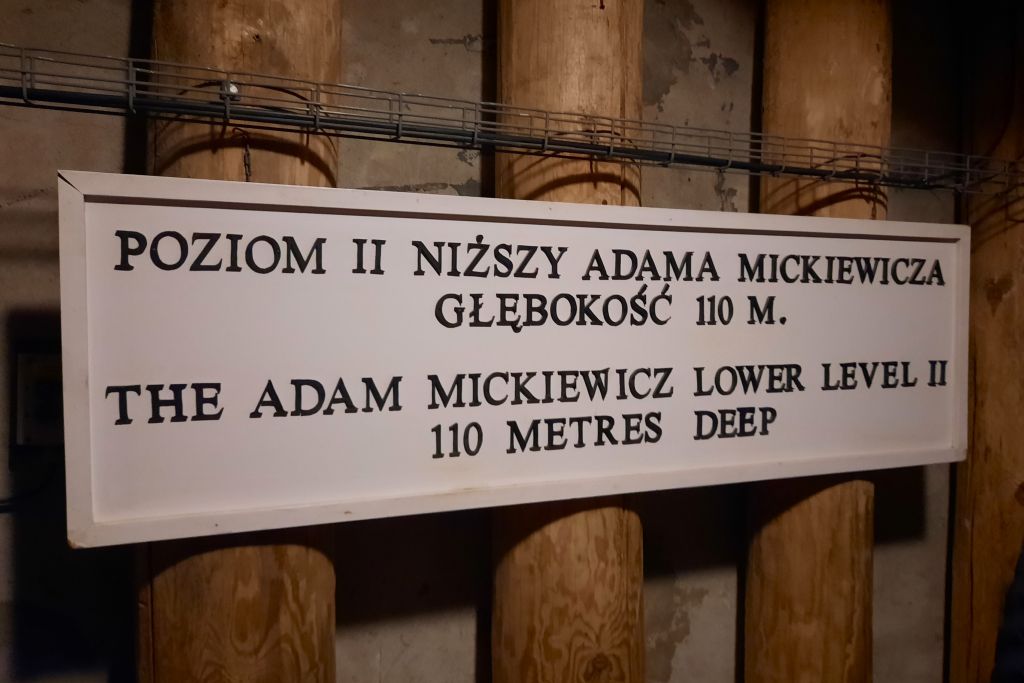 POZIOM II NIŻSZY ADAMA MICKIEWICZA
GŁĘBOKOŚĆ 110 M.
THE ADAM MICKIEWICZ LOWER LEVEL II
110 METRES DEEP